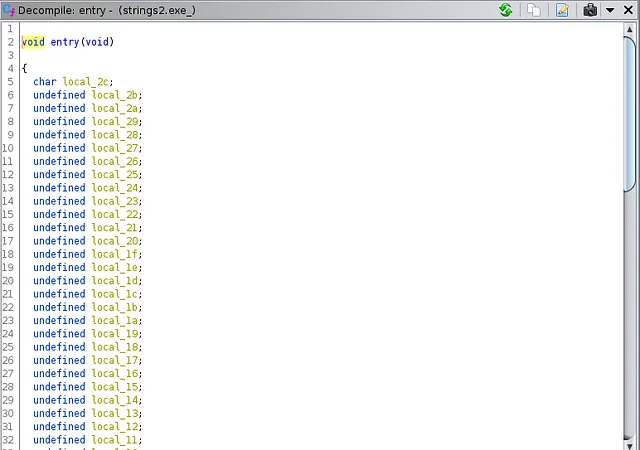 Decompile: entry - (strings2.exe_)
1
2 void entry(void)
3
4 {
5 char local_2c;
6 undefined local_2b;
7 undefined local_2a;
8 undefined local_29;
9 undefined local_28;
10 undefined local_27;
11 undefined local_26;
12 undefined local_25;
13 undefined local_24;
14 undefined local_23;
15 undefined local_22;
16 undefined local_21;
17 undefined local_20;
18 undefined local_1f;
19 undefined local_1e;
20 undefined local_1d;
21 undefined local_1c;
22 undefined local_1b;
23 undefined local_1a;
24 undefined local_19;
25 undefined local_18;
26 undefined local_17;
27 undefined local_16;
28 undefined local_15;
29 undefined local_14;
30 undefined local_13;
31 undefined local_12;
32 undefined local_11;